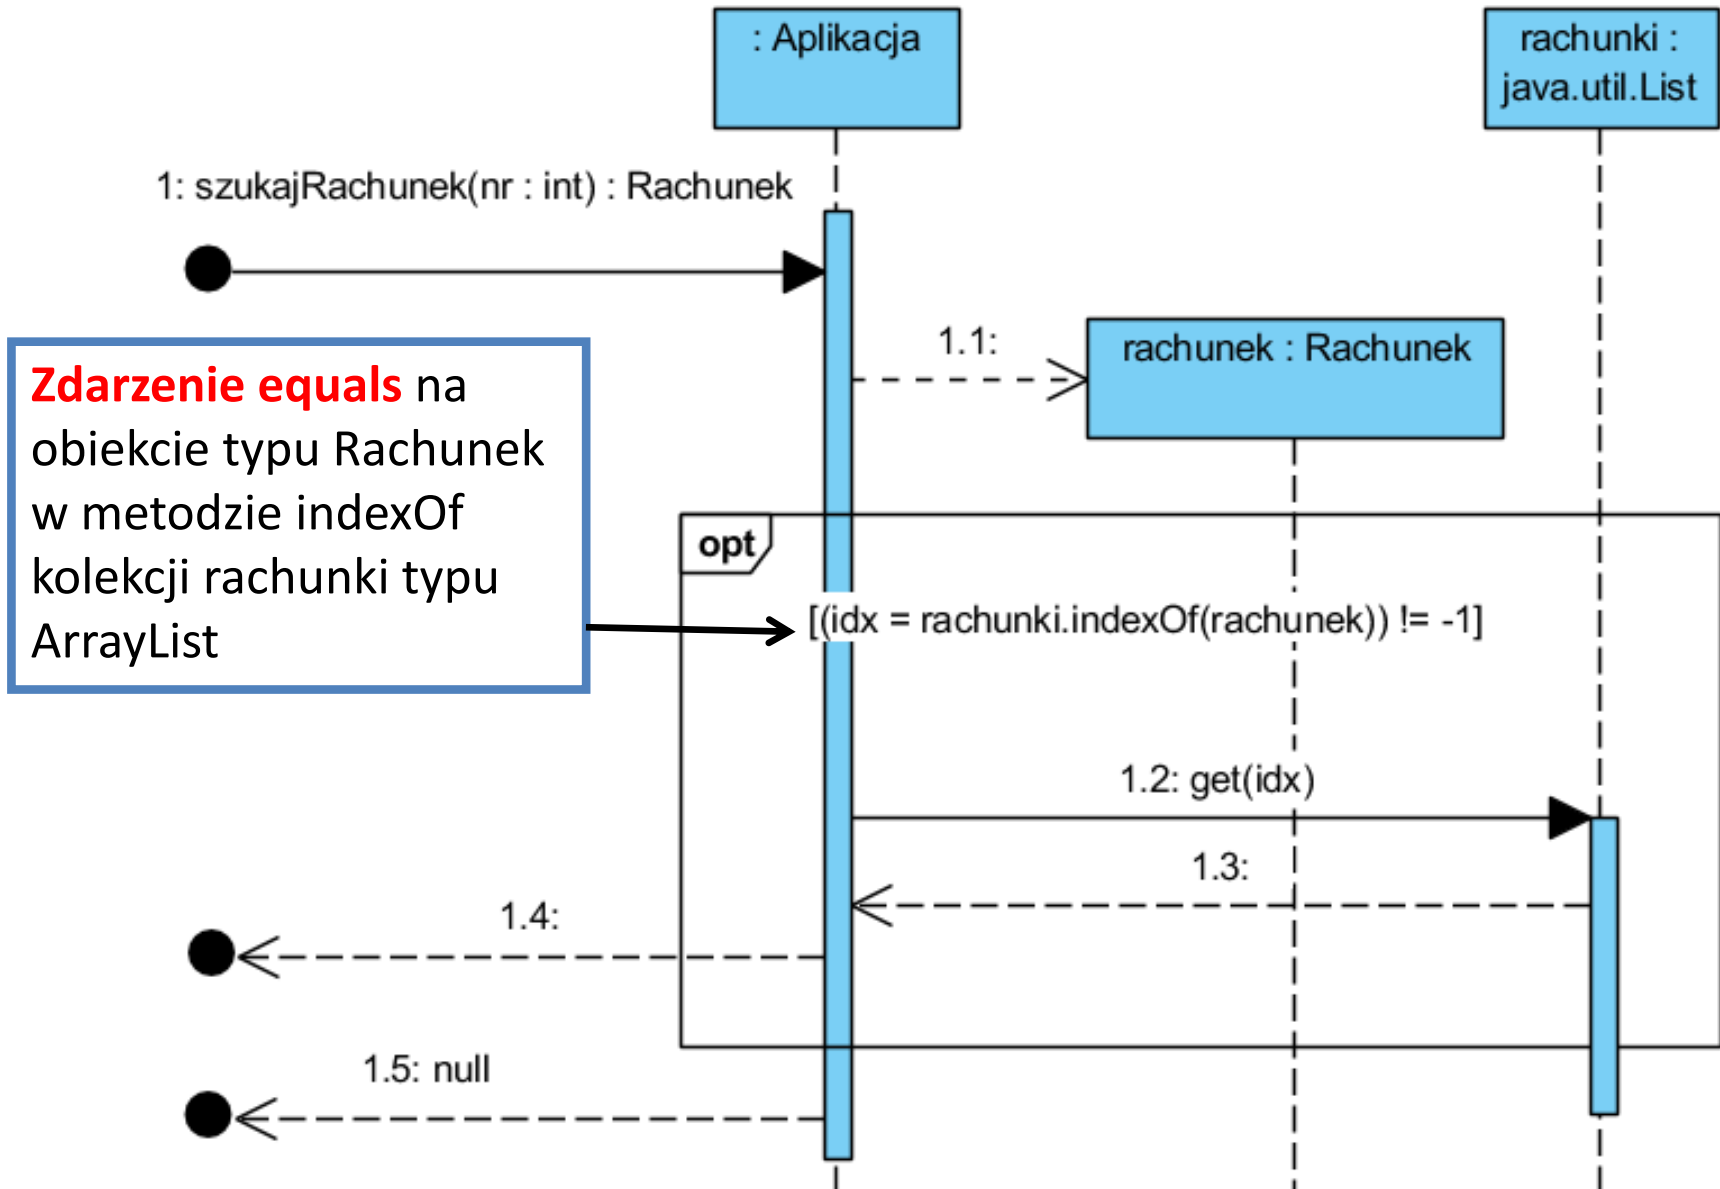 : Aplikacja
rachunki :
java.util.List
1: szukajRachunek(nr : int) : Rachunek
1.1:
rachunek : Rachunek
Zdarzenie equals na
obiekcie typu Rachunek
w metodzie indexOf
kolekcji rachunki typu
ArrayList
opt
[(idx = rachunki.indexOf(rachunek)) != -1]
1.2: get(idx)
1.3:
1.4:
1.5: null